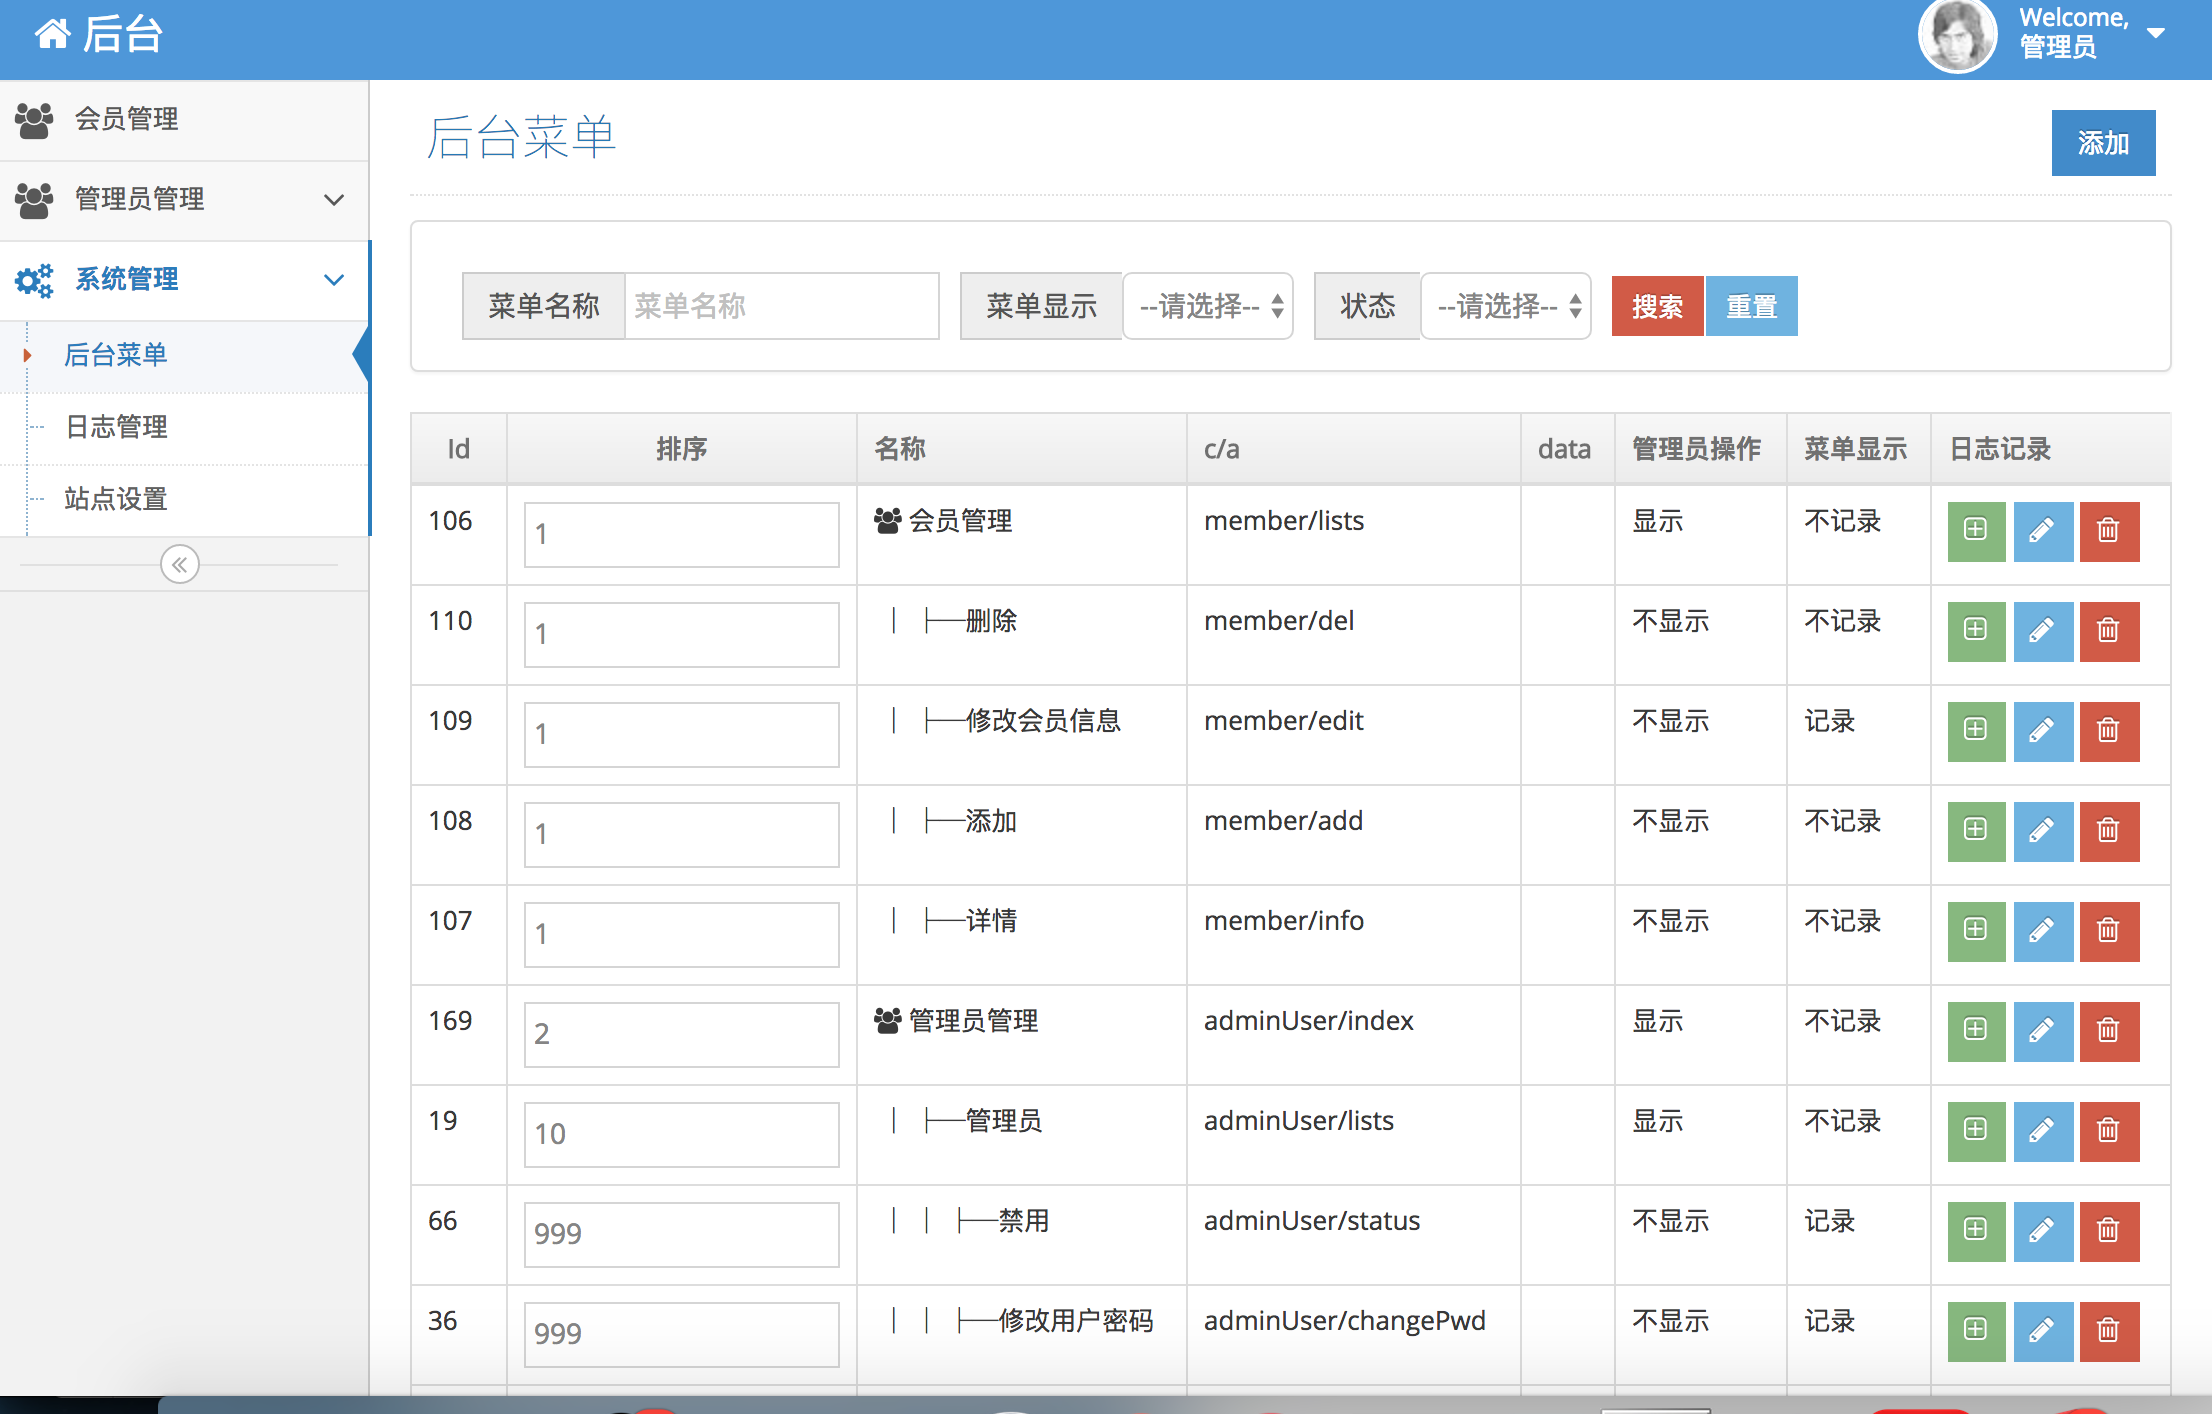 后台
Welcome,
管理员
会员管理
管理员管理
系统管理
后台菜单
日志管理
站点设置
后台菜单
添加
菜单名称 菜单名称 菜单显示 --请选择-- 状态 --请选择-- 搜索 重置
Id 排序 名称 c/a data 管理员操作 菜单显示 日志记录
106 1 会员管理 member/lists 显示 不记录
110 1 │ ├─删除 member/del 不显示 不记录
109 1 │ ├─修改会员信息 member/edit 不显示 记录
108 1 │ ├─添加 member/add 不显示 不记录
107 1 │ ├─详情 member/info 不显示 不记录
169 2 管理员管理 adminUser/index 显示 不记录
19 10 │ ├─管理员 adminUser/lists 显示 不记录
66 999 │ │ ├─禁用 adminUser/status 不显示 记录
36 999 │ │ ├─修改用户密码 adminUser/changePwd 不显示 记录